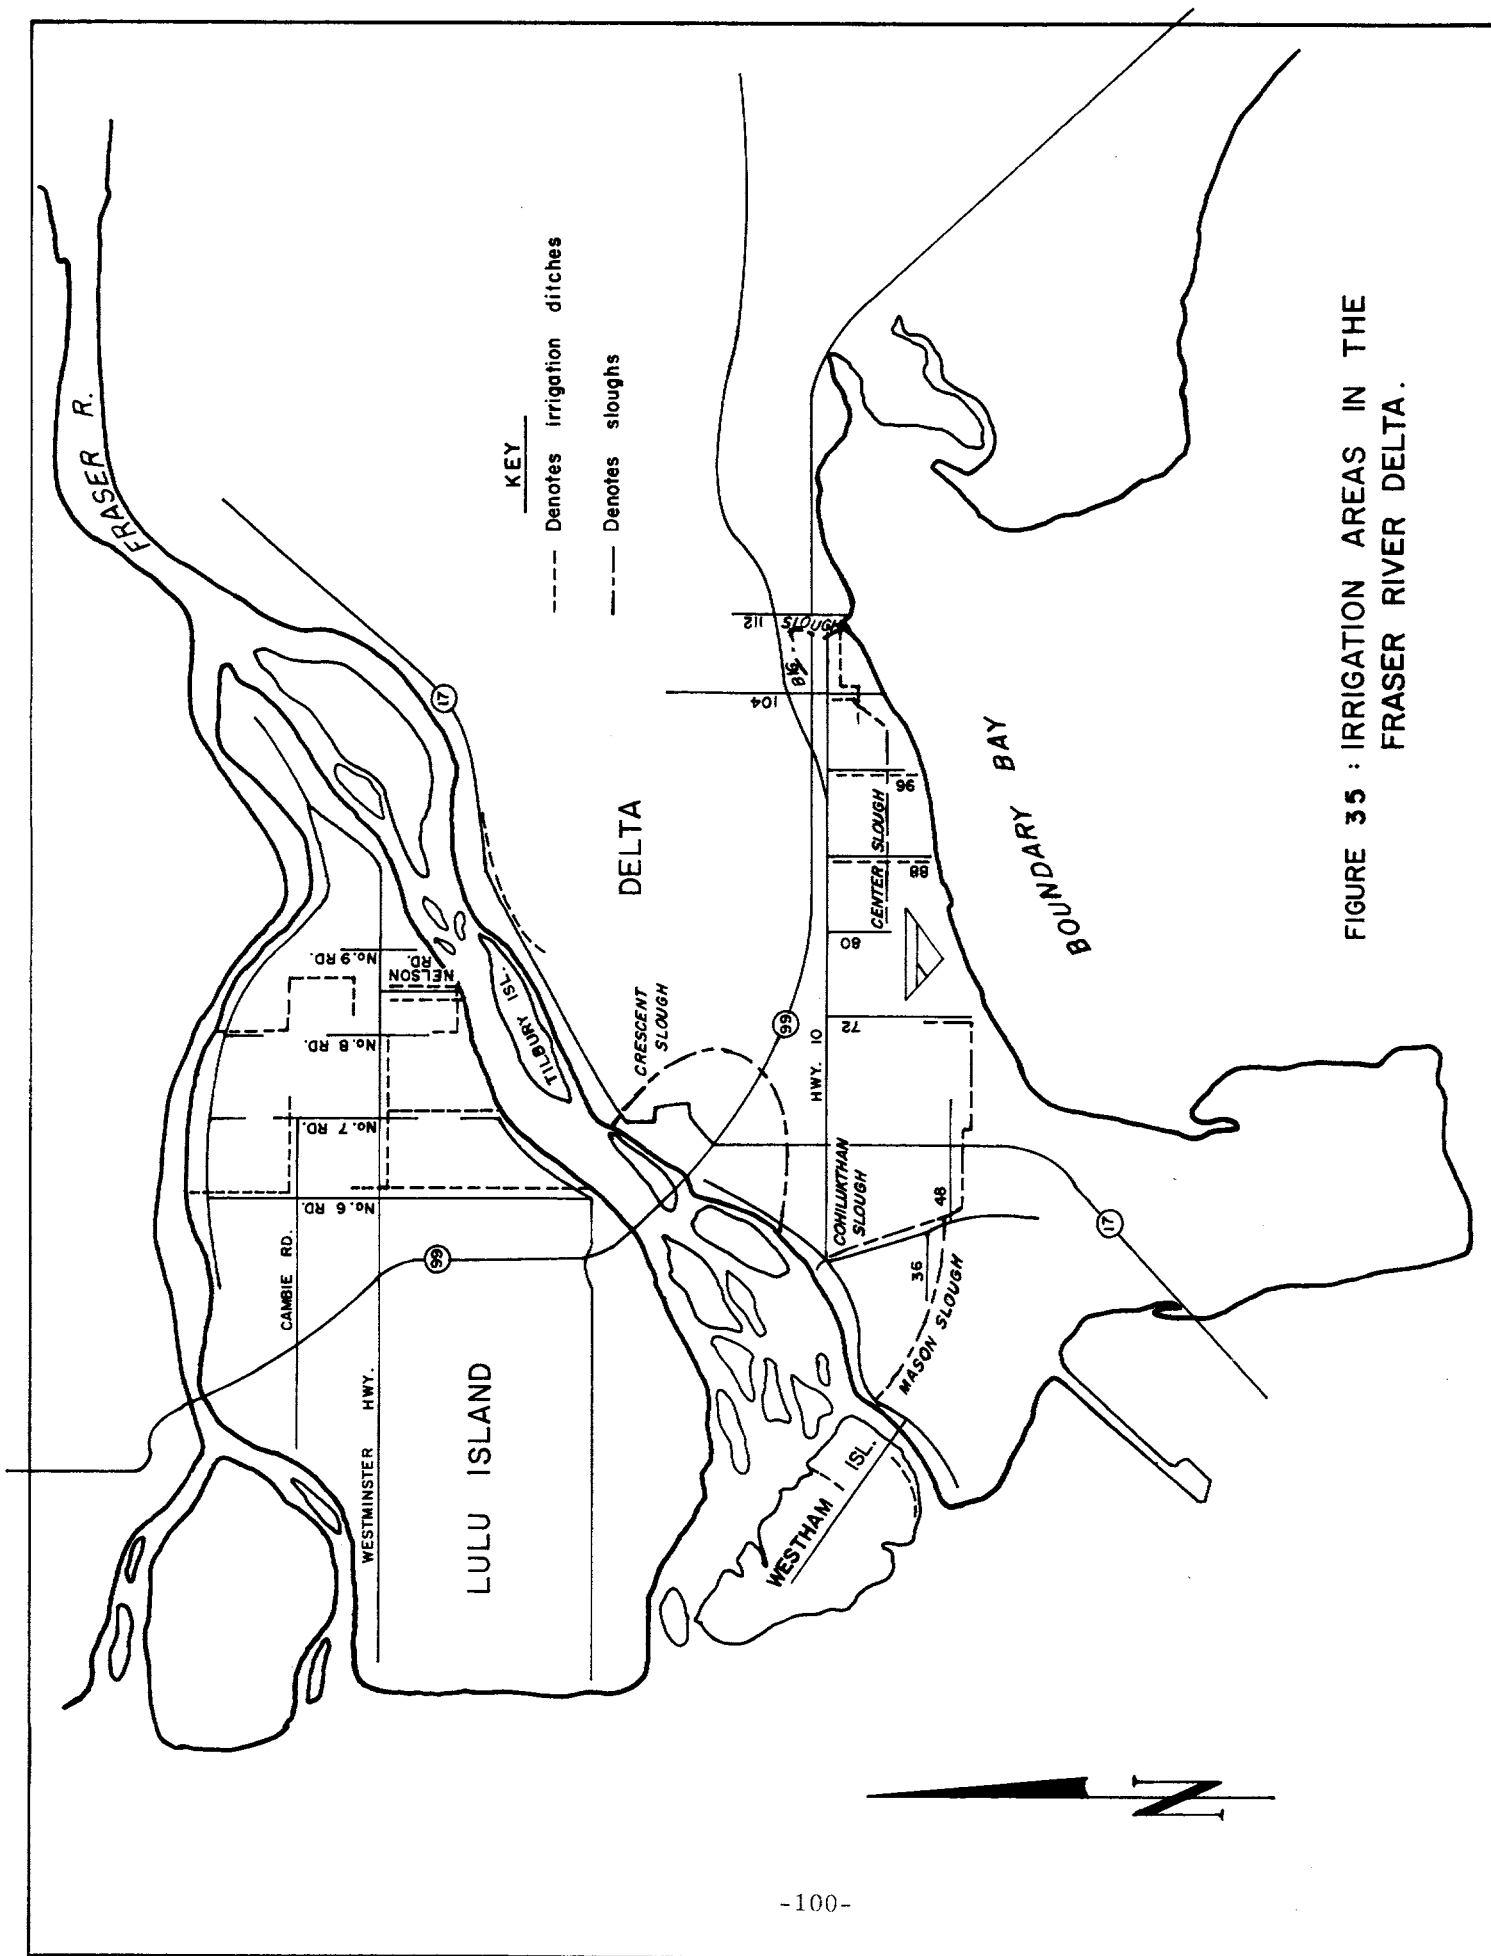 FRASER R.
KEY
Denotes irrigation ditches
Denotes sloughs
17
No. 9 RD.
NELSON
RD.
No. 8 RD.
No. 7 RD.
No. 6 RD.
CAMBIE RD.
WESTMINSTER HWY.
99
LULU ISLAND
TILBURY ISL.
DELTA
CRESCENT
SLOUGH
99
HWY. 10
112
BIG SLOUGH
104
96
CENTER SLOUGH
88
80
72
COHILUKTHAN
SLOUGH
48
36
MASON SLOUGH
17
WESTHAM ISL.
BOUNDARY BAY
N
FIGURE 35 : IRRIGATION AREAS IN THE
FRASER RIVER DELTA.
-100-